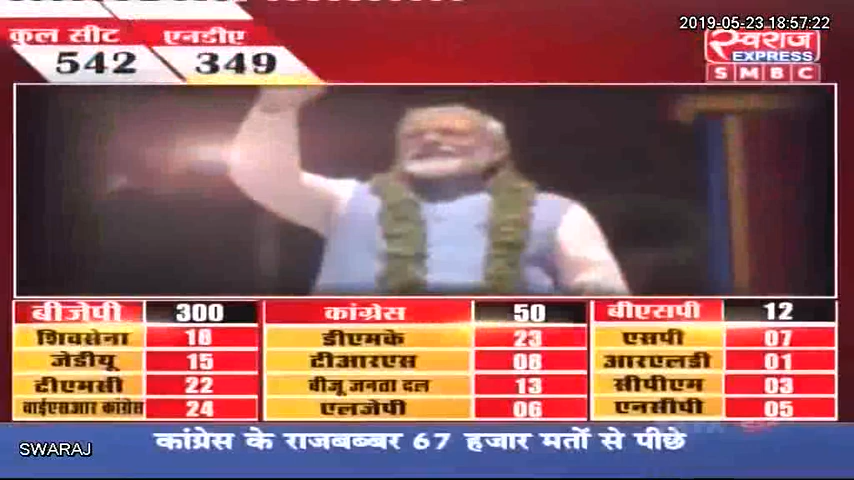 2019-05-23 18:57:22
कुल सीट एनडीए
542 349
स्वराज
EXPRESS
SMBC
बीजेपी 300 कांग्रेस 50 बीएसपी 12
शिवसेना 18 डीएमके 23 एसपी 07
जेडीयू 15 टीआरएस 08 आरएलडी 01
टीएमसी 22 बीजू जनता दल 13 सीपीएम 03
वाईएसआर कांग्रेस 24 एलजेपी 06 एनसीपी 05
कांग्रेस के राजबब्बर 67 हजार मतों से पीछे
SWARAJ